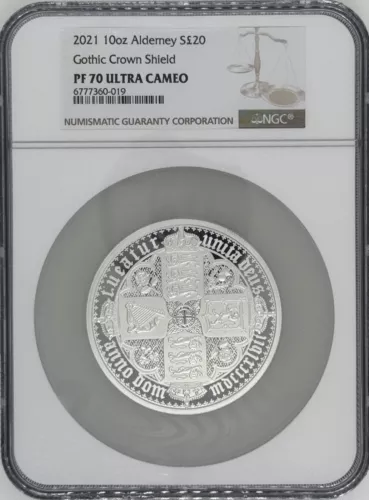 2021 10oz Alderney S£20
Gothic Crown Shield
PF 70 ULTRA CAMEO
6777360-019
NUMISMATIC GUARANTY CORPORATION
NGC®
tueatur unita deus
anno dom